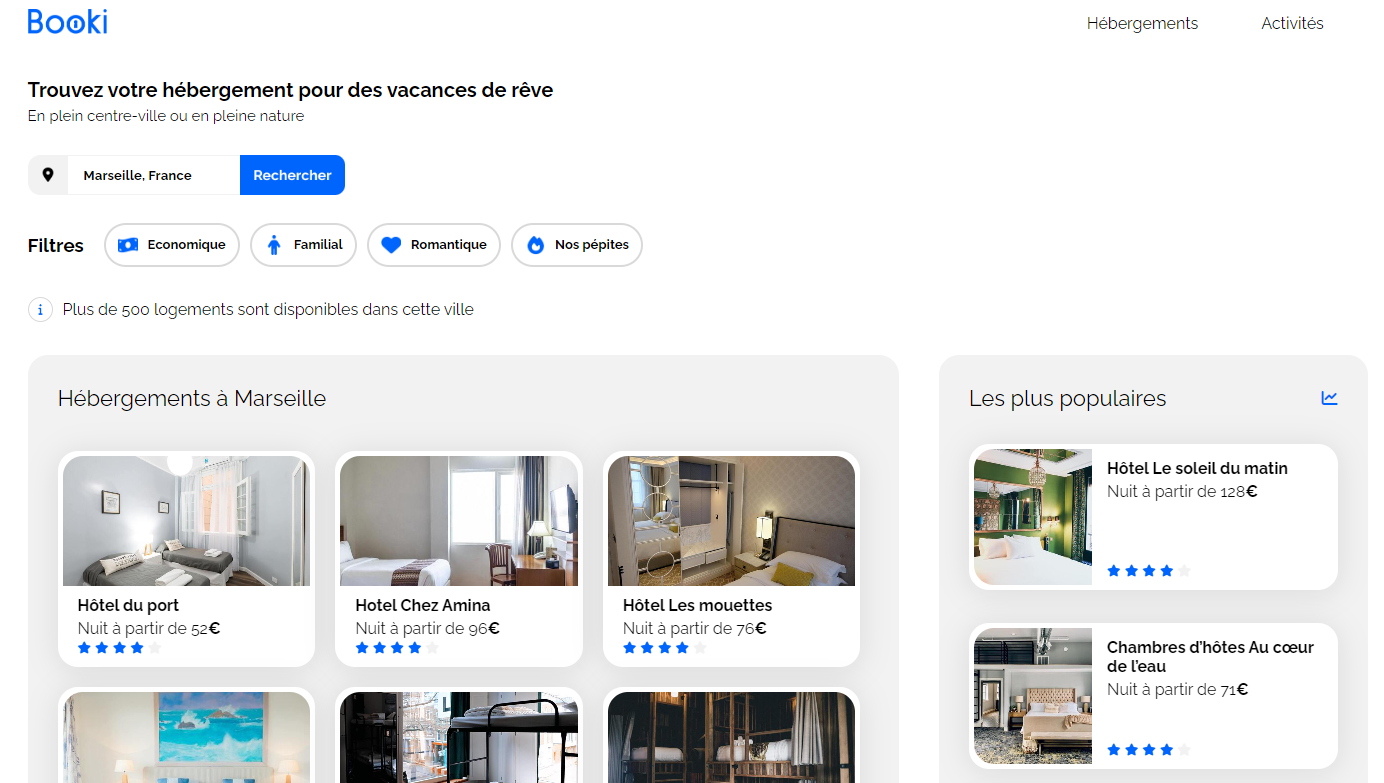 Booki
Hébergements
Activités
Trouvez votre hébergement pour des vacances de rêve
En plein centre-ville ou en pleine nature
Marseille, France
Rechercher
Filtres
Economique
Familial
Romantique
Nos pépites
Plus de 500 logements sont disponibles dans cette ville
Hébergements à Marseille
Hôtel du port
Nuit à partir de 52€
Hotel Chez Amina
Nuit à partir de 96€
Hôtel Les mouettes
Nuit à partir de 76€
Les plus populaires
Hôtel Le soleil du matin
Nuit à partir de 128€
Chambres d'hôtes Au cœur
de l'eau
Nuit à partir de 71€